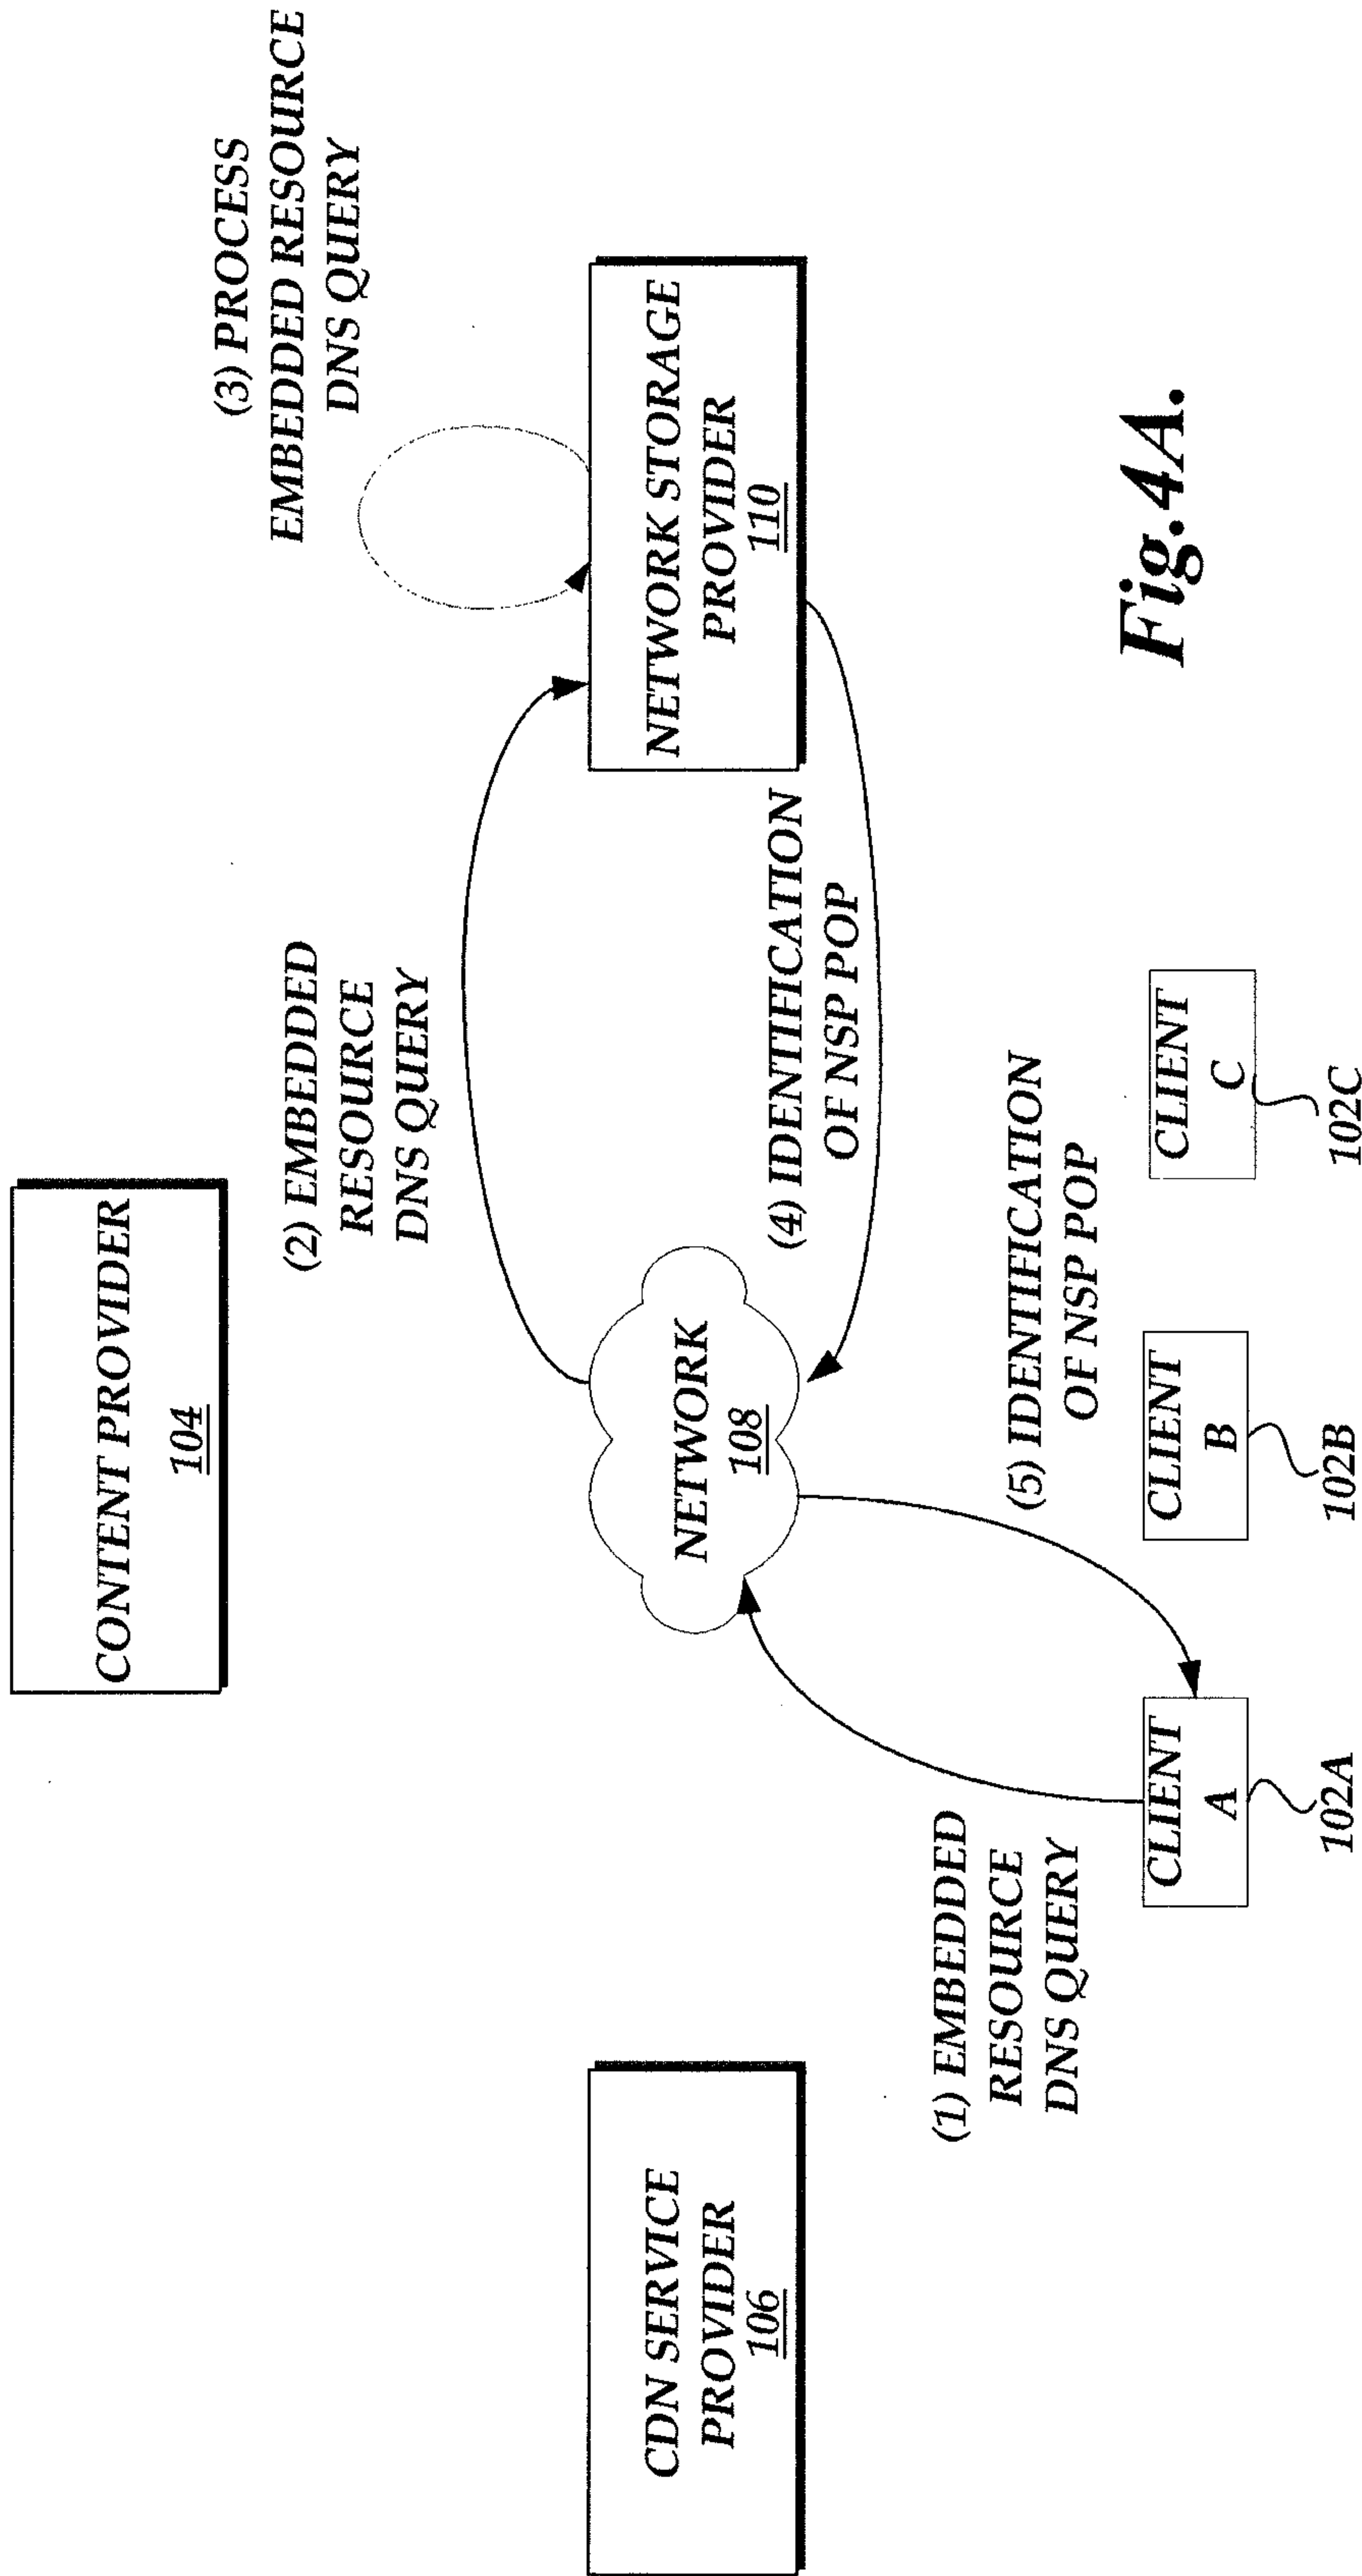 CONTENT PROVIDER
104
(3) PROCESS
EMBEDDED RESOURCE
DNS QUERY
(2) EMBEDDED
RESOURCE
DNS QUERY
CDN SERVICE
PROVIDER
106
NETWORK
108
NETWORK STORAGE
PROVIDER
110
(4) IDENTIFICATION
OF NSP POP
(1) EMBEDDED
RESOURCE
DNS QUERY
(5) IDENTIFICATION
OF NSP POP
CLIENT
A
102A
CLIENT
B
102B
CLIENT
C
102C
Fig.4A.